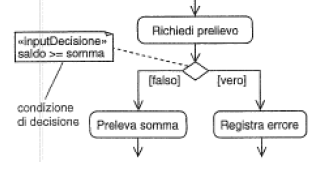 Richiedi prelievo
«inputDecisione»
saldo >= somma
[falso]
[vero]
condizione
di decisione
Preleva somma
Registra errore